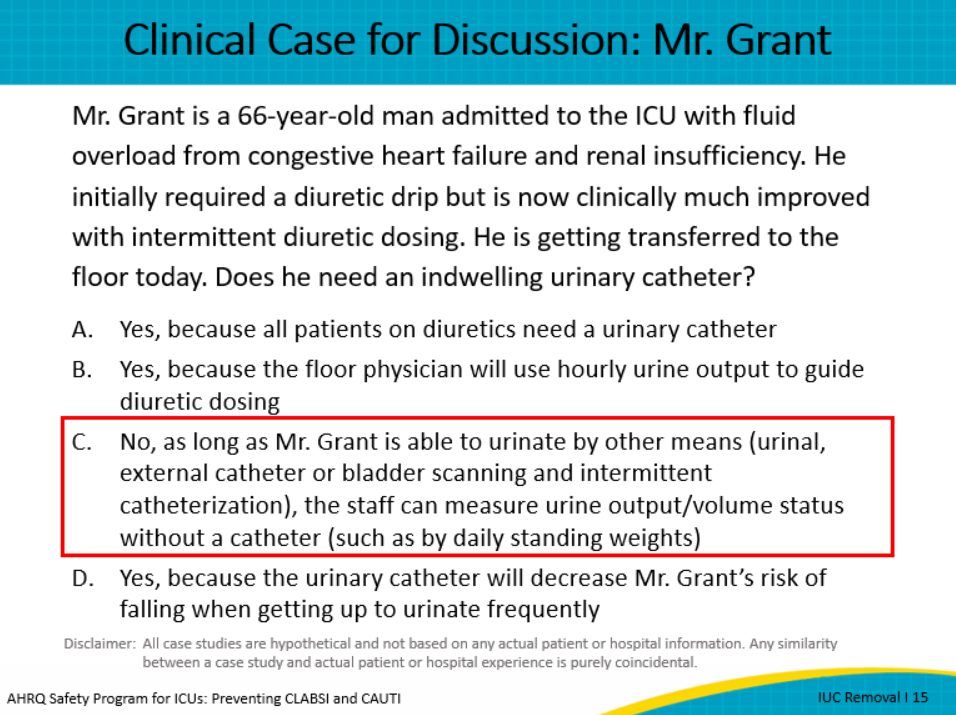 Clinical Case for Discussion: Mr. Grant
Mr. Grant is a 66-year-old man admitted to the ICU with fluid
overload from congestive heart failure and renal insufficiency. He
initially required a diuretic drip but is now clinically much improved
with intermittent diuretic dosing. He is getting transferred to the
floor today. Does he need an indwelling urinary catheter?
A. Yes, because all patients on diuretics need a urinary catheter
B. Yes, because the floor physician will use hourly urine output to guide
diuretic dosing
C. No, as long as Mr. Grant is able to urinate by other means (urinal,
external catheter or bladder scanning and intermittent
catheterization), the staff can measure urine output/volume status
without a catheter (such as by daily standing weights)
D. Yes, because the urinary catheter will decrease Mr. Grant’s risk of
falling when getting up to urinate frequently
Disclaimer: All case studies are hypothetical and not based on any actual patient or hospital information. Any similarity
between a case study and actual patient or hospital experience is purely coincidental.
AHRQ Safety Program for ICUs: Preventing CLABSI and CAUTI
IUC Removal I 15